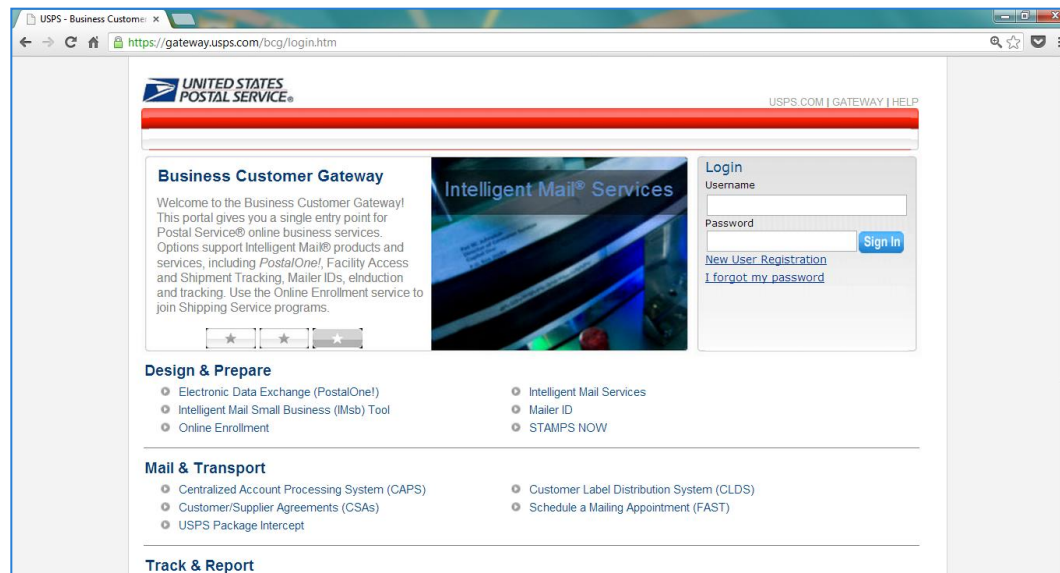 USPS - Business Custome
https://gateway.usps.com/bcg/login.htm
UNITED STATES
POSTAL SERVICE®
USPS.COM | GATEWAY | HELP
Business Customer Gateway
Welcome to the Business Customer Gateway!
This portal gives you a single entry point for
Postal Service® online business services.
Options support Intelligent Mail® products and
services, including PostalOne!, Facility Access
and Shipment Tracking, Mailer IDs, eInduction
and tracking. Use the Online Enrollment service to
join Shipping Service programs.
Intelligent Mail® Services
Login
Username
Password
Sign In
New User Registration
I forgot my password
Design & Prepare
Electronic Data Exchange (PostalOne!)
Intelligent Mail Small Business (IMsb) Tool
Online Enrollment
Intelligent Mail Services
Mailer ID
STAMPS NOW
Mail & Transport
Centralized Account Processing System (CAPS)
Customer/Supplier Agreements (CSAs)
USPS Package Intercept
Customer Label Distribution System (CLDS)
Schedule a Mailing Appointment (FAST)
Track & Report